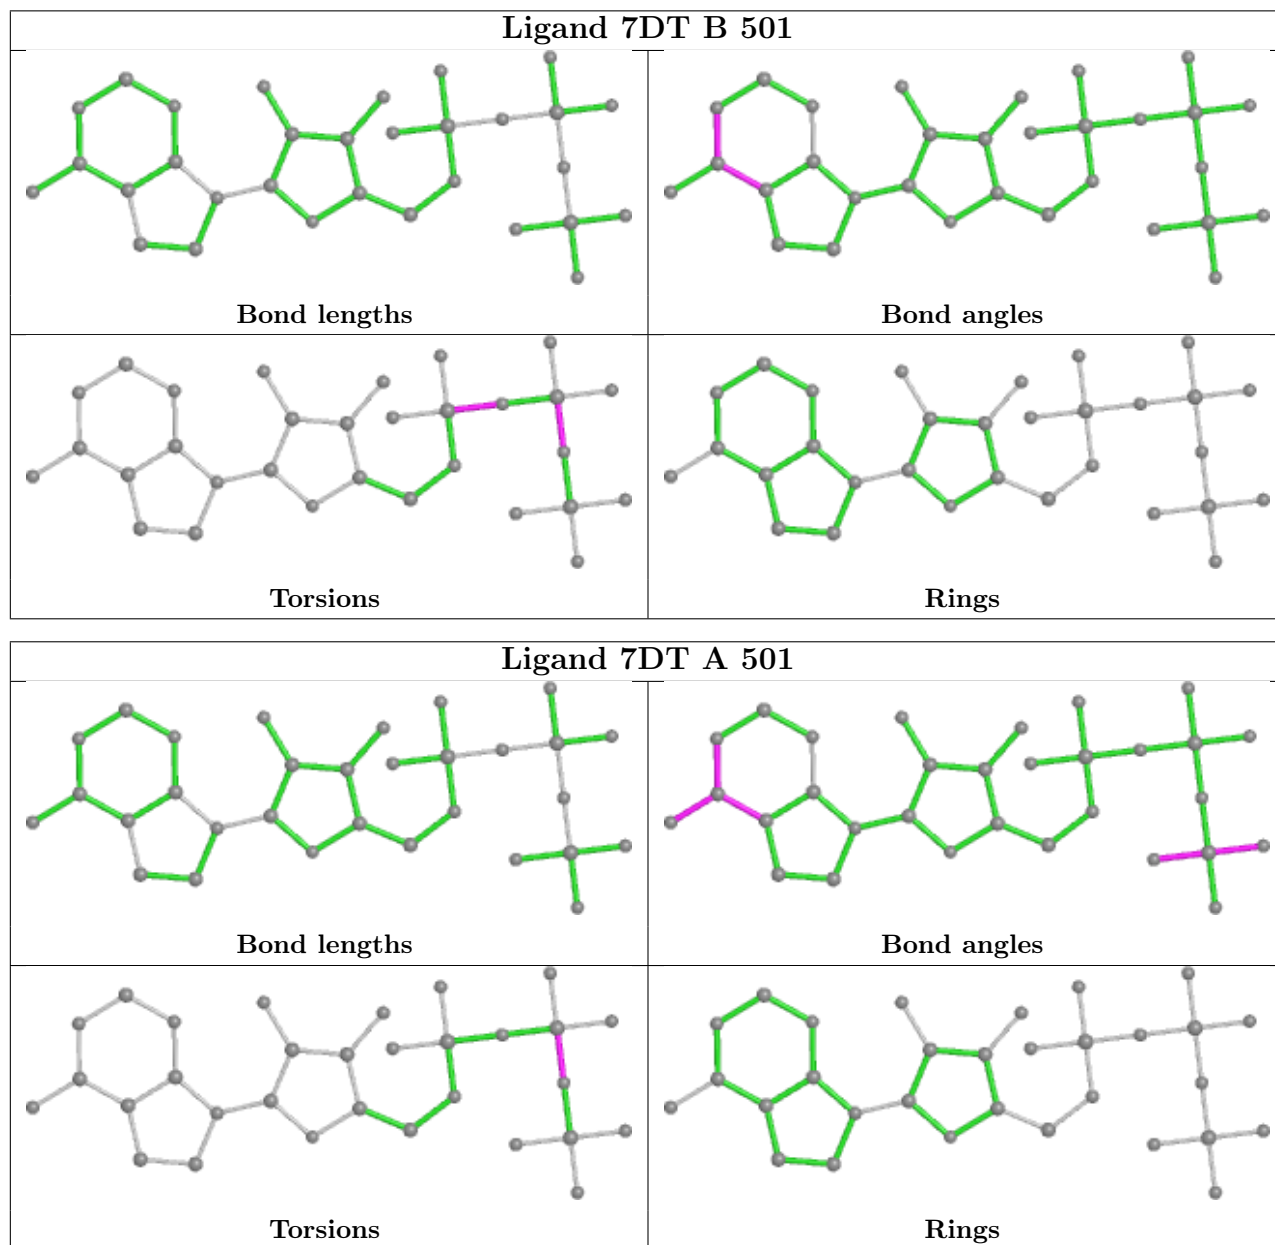 Ligand 7DT B 501
Bond lengths
Bond angles
Torsions
Rings
Ligand 7DT A 501
Bond lengths
Bond angles
Torsions
Rings